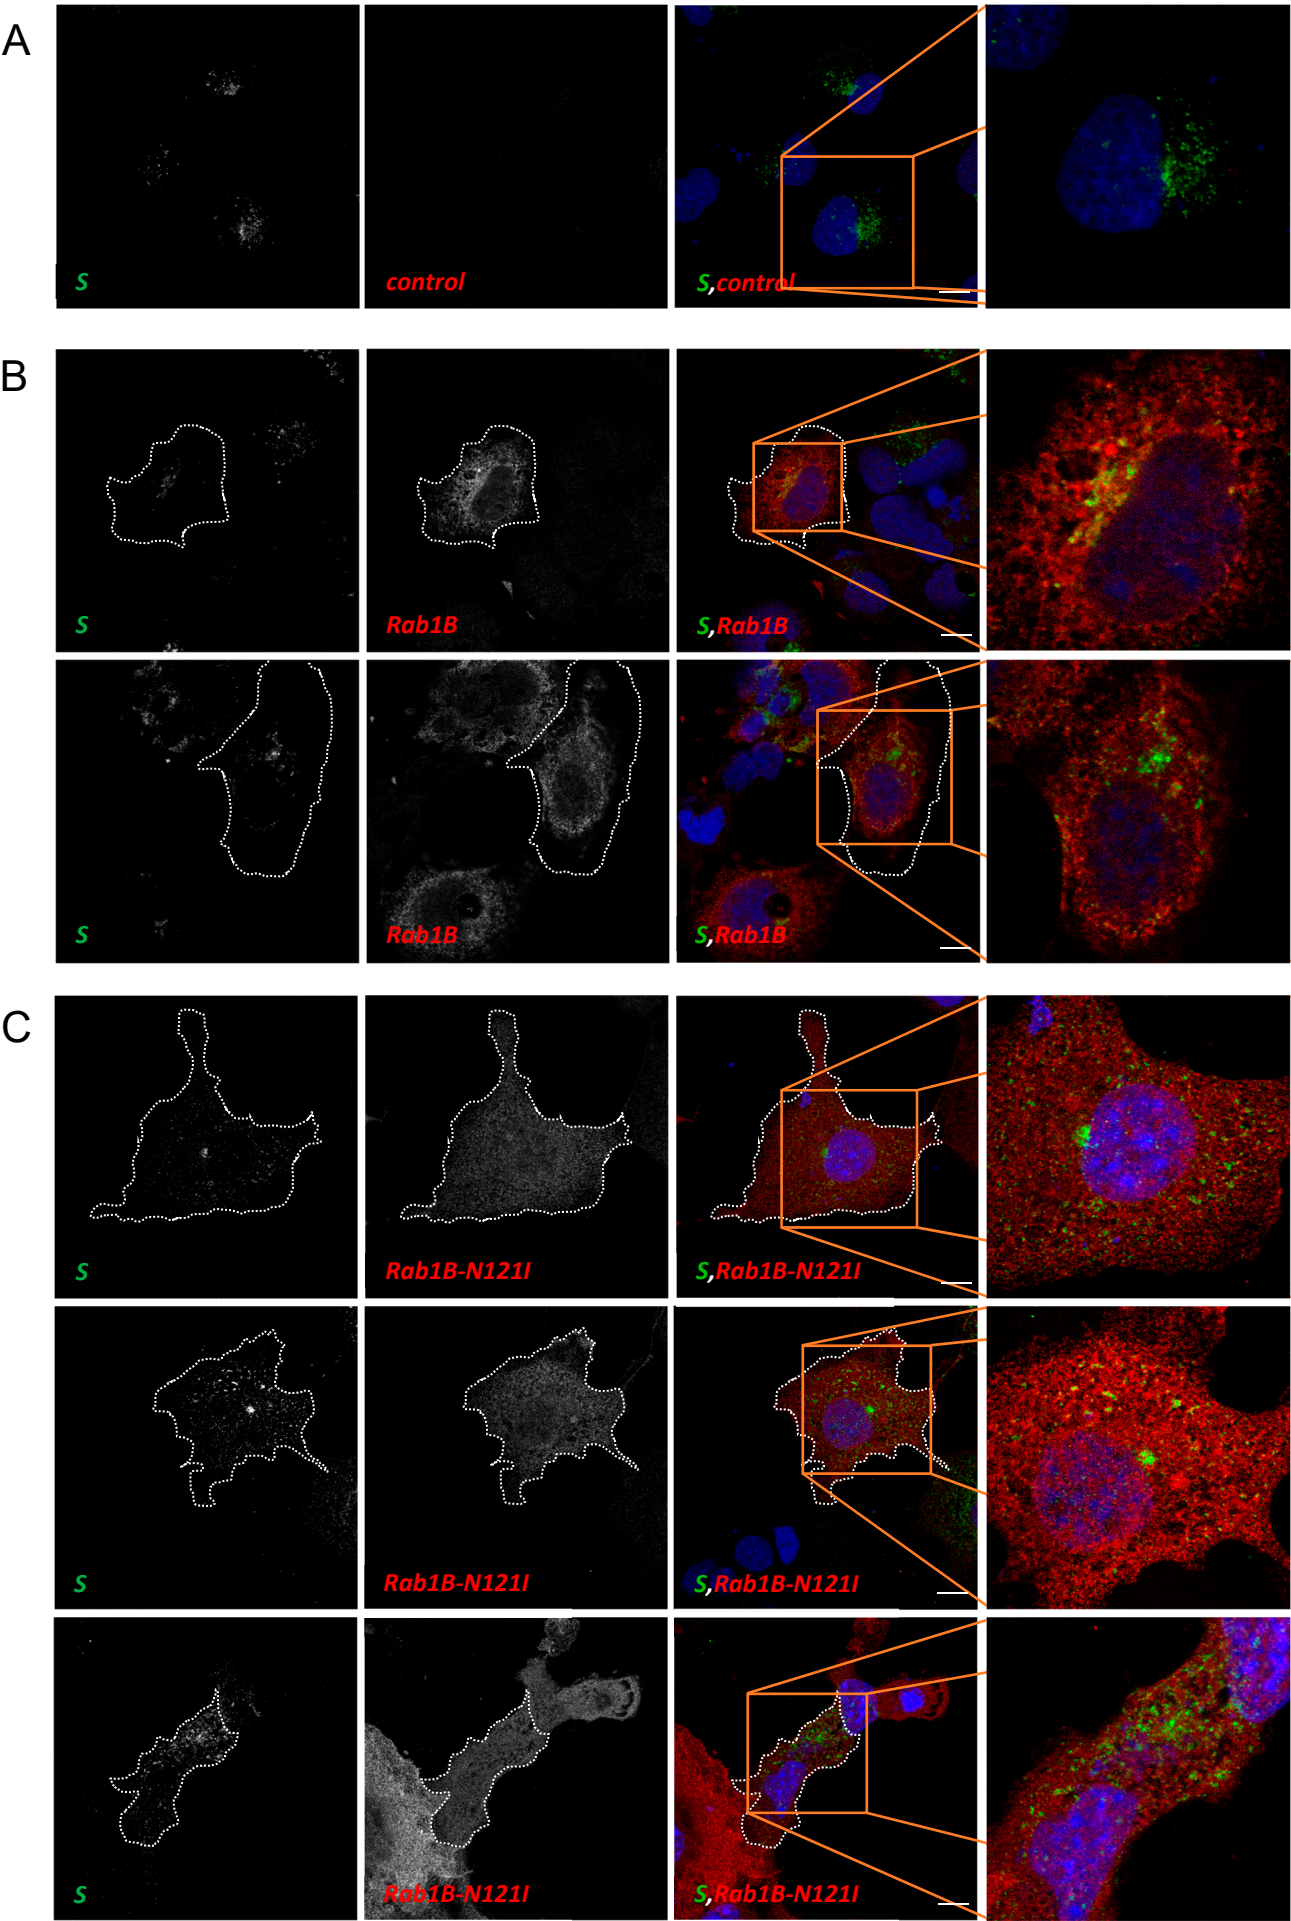 A
S
control
S,control
B
S
Rab1B
S,Rab1B
S
Rab1B
S,Rab1B
C
S
Rab1B-N121I
S,Rab1B-N121I
S
Rab1B-N121I
S,Rab1B-N121I
S
Rab1B-N121I
S,Rab1B-N121I